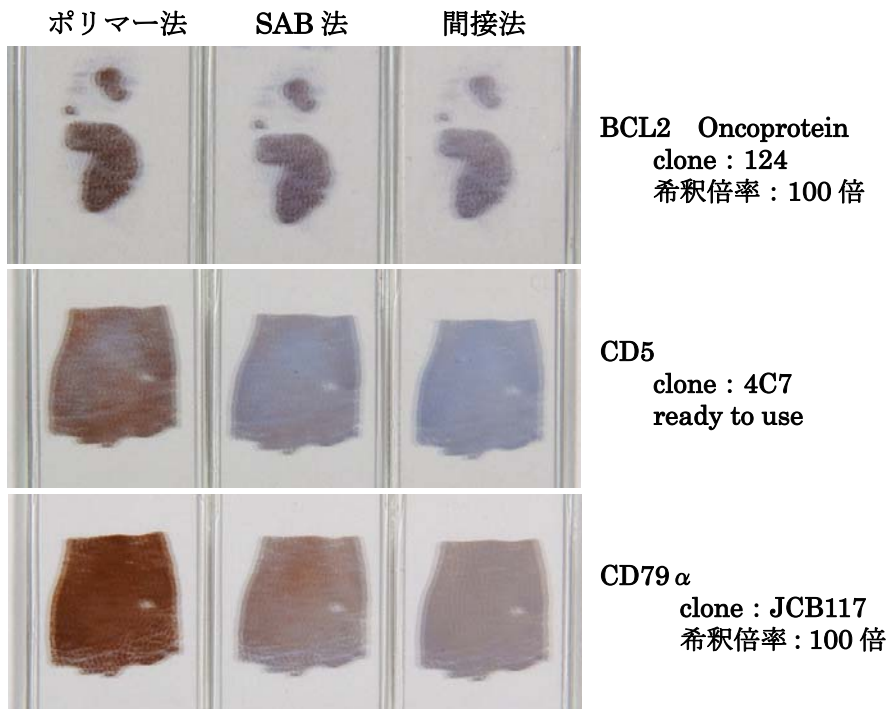 ポリマー法 SAB 法 間接法
BCL2 Oncoprotein
clone：124
希釈倍率：100 倍
CD5
clone：4C7
ready to use
CD79α
clone：JCB117
希釈倍率：100 倍